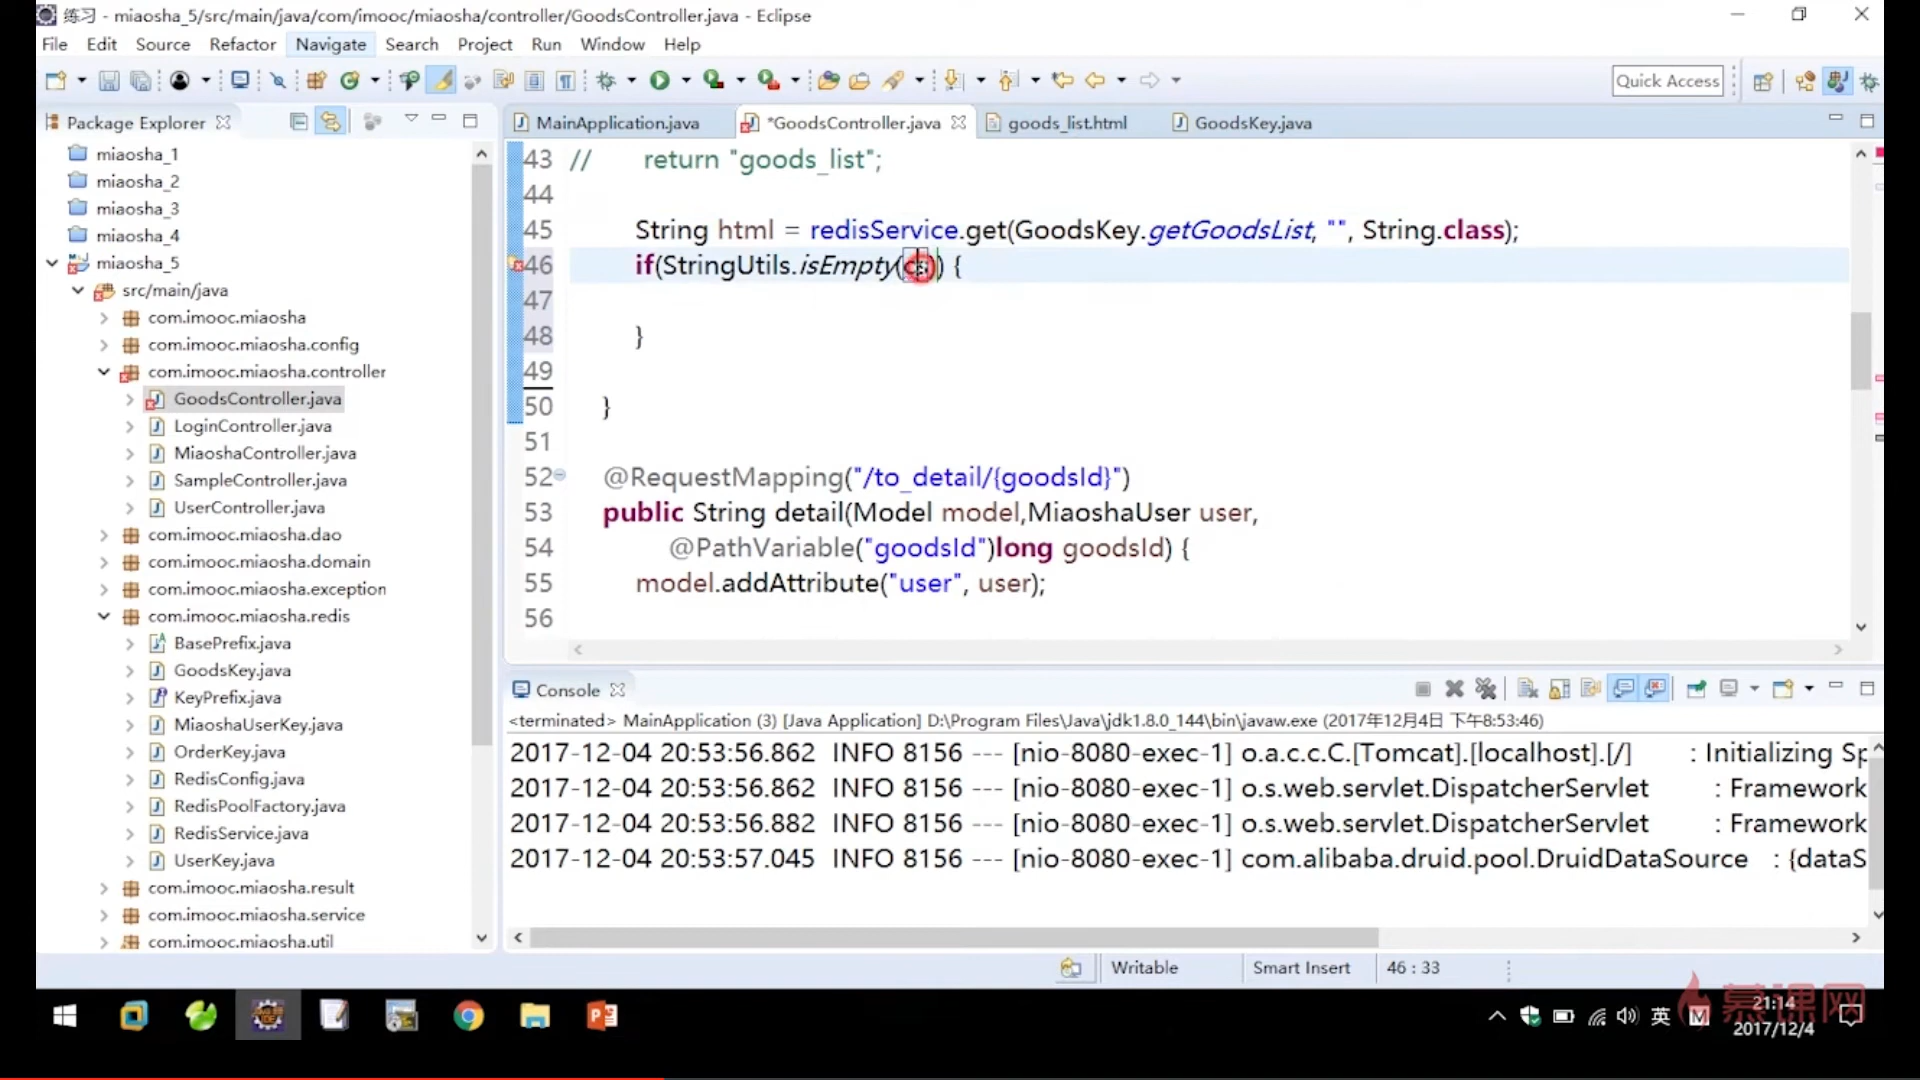 练习 - miaosha_5/src/main/java/com/imooc/miaosha/controller/GoodsController.java - Eclipse
File Edit Source Refactor Navigate Search Project Run Window Help
Quick Access
Package Explorer
miaosha_1
miaosha_2
miaosha_3
miaosha_4
miaosha_5
src/main/java
com.imooc.miaosha
com.imooc.miaosha.config
com.imooc.miaosha.controller
GoodsController.java
LoginController.java
MiaoshaController.java
SampleController.java
UserController.java
com.imooc.miaosha.dao
com.imooc.miaosha.domain
com.imooc.miaosha.exception
com.imooc.miaosha.redis
BasePrefix.java
GoodsKey.java
KeyPrefix.java
MiaoshaUserKey.java
OrderKey.java
RedisConfig.java
RedisPoolFactory.java
RedisService.java
UserKey.java
com.imooc.miaosha.result
com.imooc.miaosha.service
com.imooc.miaosha.util
MainApplication.java *GoodsController.java goods_list.html GoodsKey.java
43 // return "goods_list";
44
45 String html = redisService.get(GoodsKey.getGoodsList, "", String.class);
46 if(StringUtils.isEmpty(cs)) {
47
48 }
49
50 }
51
52 @RequestMapping("/to_detail/{goodsId}")
53 public String detail(Model model,MiaoshaUser user,
54 @PathVariable("goodsId")long goodsId) {
55 model.addAttribute("user", user);
56
Console
<terminated> MainApplication (3) [Java Application] D:\Program Files\Java\jdk1.8.0_144\bin\javaw.exe (2017年12月4日 下午8:53:46)
2017-12-04 20:53:56.862 INFO 8156 --- [nio-8080-exec-1] o.a.c.c.C.[Tomcat].[localhost].[/] : Initializing Sp
2017-12-04 20:53:56.862 INFO 8156 --- [nio-8080-exec-1] o.s.web.servlet.DispatcherServlet : Framework
2017-12-04 20:53:56.882 INFO 8156 --- [nio-8080-exec-1] o.s.web.servlet.DispatcherServlet : Framework
2017-12-04 20:53:57.045 INFO 8156 --- [nio-8080-exec-1] com.alibaba.druid.pool.DruidDataSource : {dataS
Writable Smart Insert 46 : 33
慕课网
英 M 21:14
2017/12/4